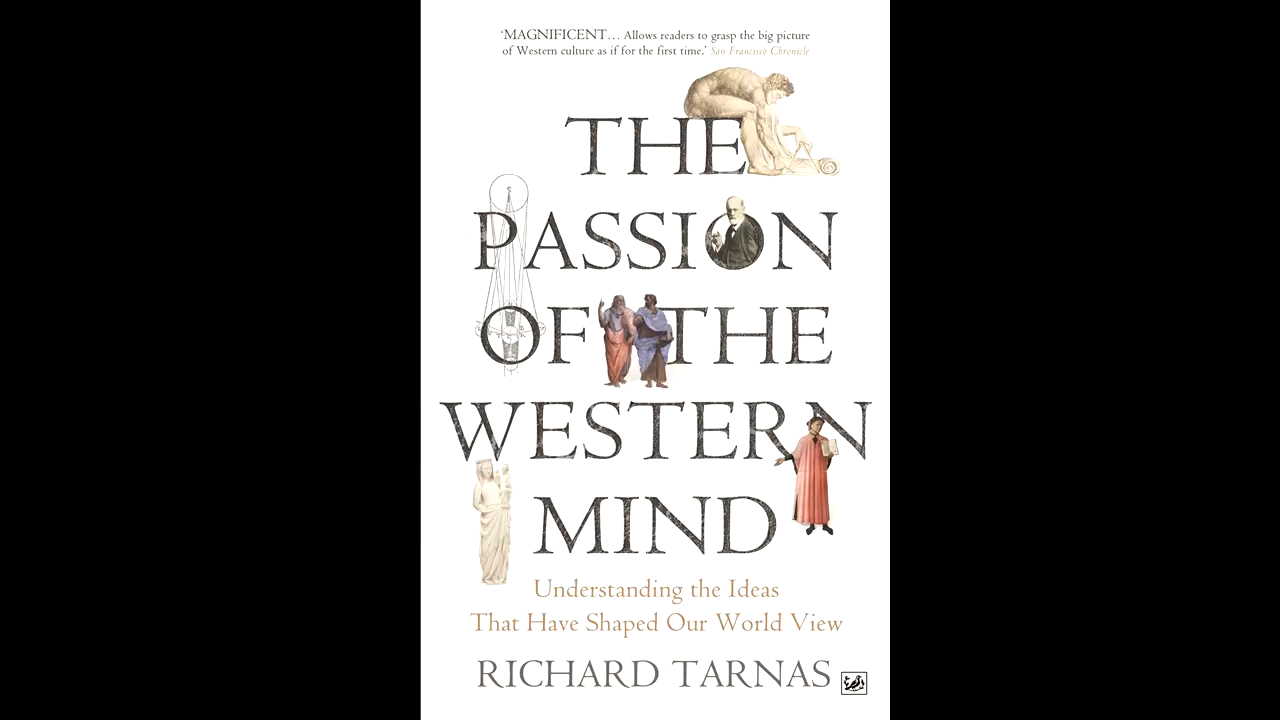 ‘MAGNIFICENT... Allows readers to grasp the big picture
of Western culture as if for the first time.’ San Francisco Chronicle
THE
PASSION
OF THE
WESTERN
MIND
Understanding the Ideas
That Have Shaped Our World View
RICHARD TARNAS